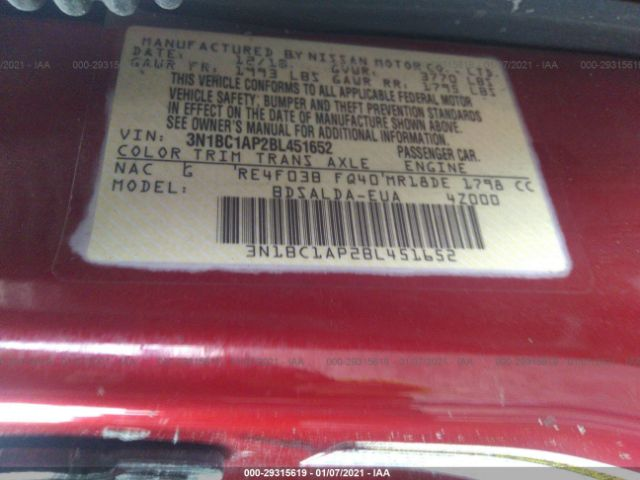 MANUFACTURED BY NISSAN MOTOR CO., LTD.
DATE: 12/10 GVWR: 3770 LBS
GAWR FR: 1993 LBS GAWR RR: 1795 LBS
THIS VEHICLE CONFORMS TO ALL APPLICABLE FEDERAL MOTOR
VEHICLE SAFETY, BUMPER AND THEFT PREVENTION STANDARDS
IN EFFECT ON THE DATE OF MANUFACTURE SHOWN ABOVE.
SEE OWNER'S MANUAL FOR ADDITIONAL INFORMATION.
VIN: 3N1BC1AP2BL451652 PASSENGER CAR.
COLOR TRIM TRANS AXLE ENGINE
NAC G RE4F03B FQ40 MR18DE 1798 CC
MODEL: BDSALDA-EUA 4Z000
3N1BC1AP2BL451652
000-29315619 - 01/07/2021 - IAA